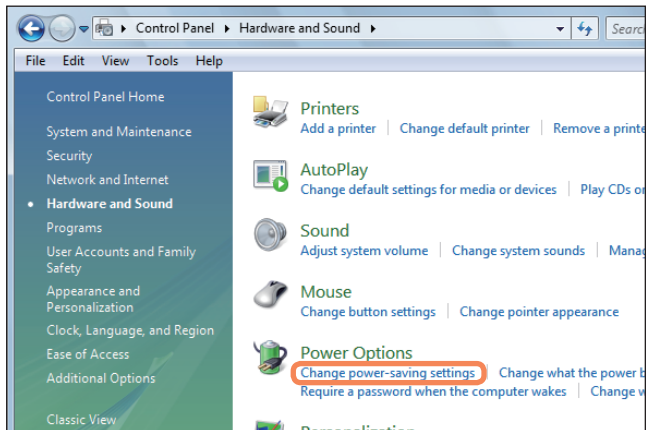 Control Panel Hardware and Sound
File Edit View Tools Help
Control Panel Home
System and Maintenance
Security
Network and Internet
• Hardware and Sound
Programs
User Accounts and Family
Safety
Appearance and
Personalization
Clock, Language, and Region
Ease of Access
Additional Options
Classic View
Printers
Add a printer | Change default printer | Remove a
AutoPlay
Change default settings for media or devices | Play CDs
Sound
Adjust system volume | Change system sounds
Mouse
Change button settings | Change pointer appearance
Power Options
Change power-saving settings | Change what the power
Require a password when the computer wakes | Change